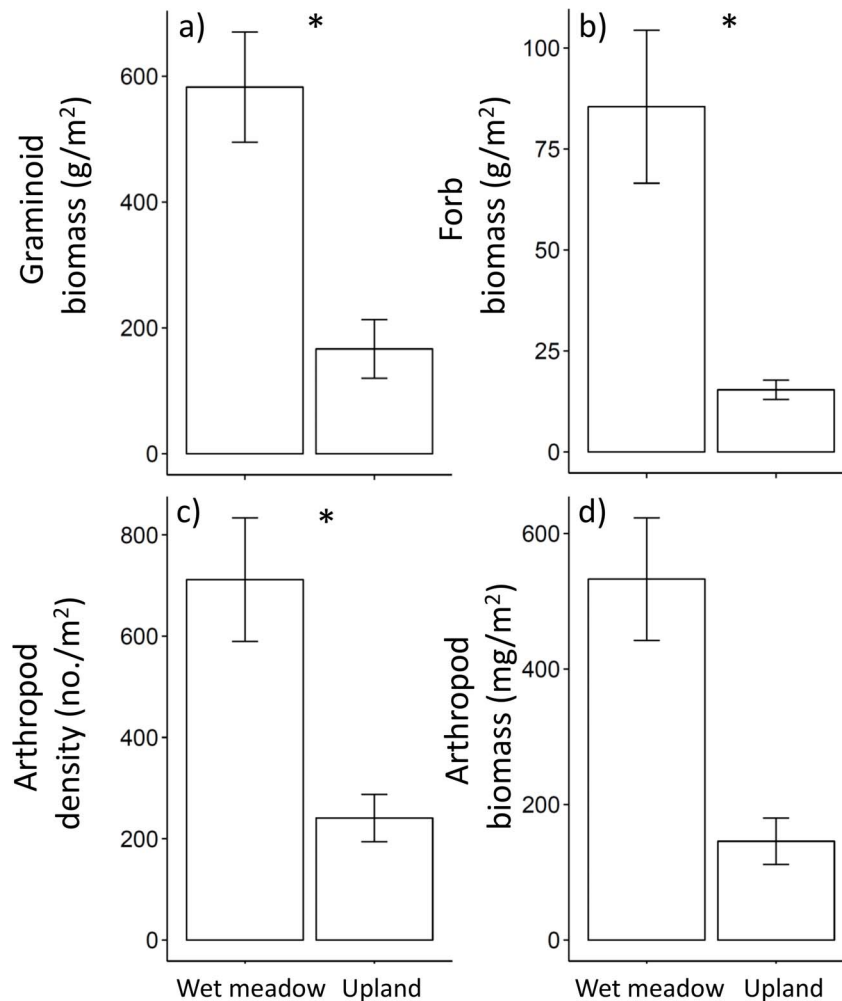 a)
*
Graminoid
biomass (g/m²)
600
400
200
0
b)
*
Forb
biomass (g/m²)
100
75
50
25
0
c)
*
Arthropod
density (no./m²)
800
600
400
200
0
Wet meadow Upland
d)
Arthropod
biomass (mg/m²)
600
400
200
0
Wet meadow Upland